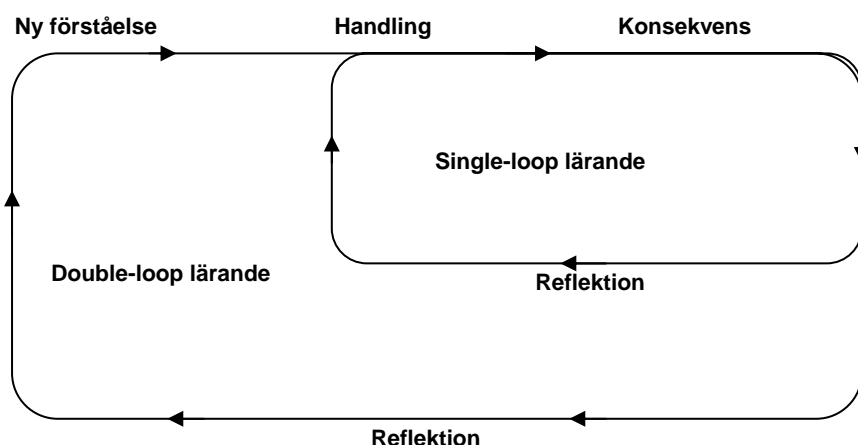 Ny förståelse
Handling
Konsekvens
Single-loop lärande
Double-loop lärande
Reflektion
Reflektion